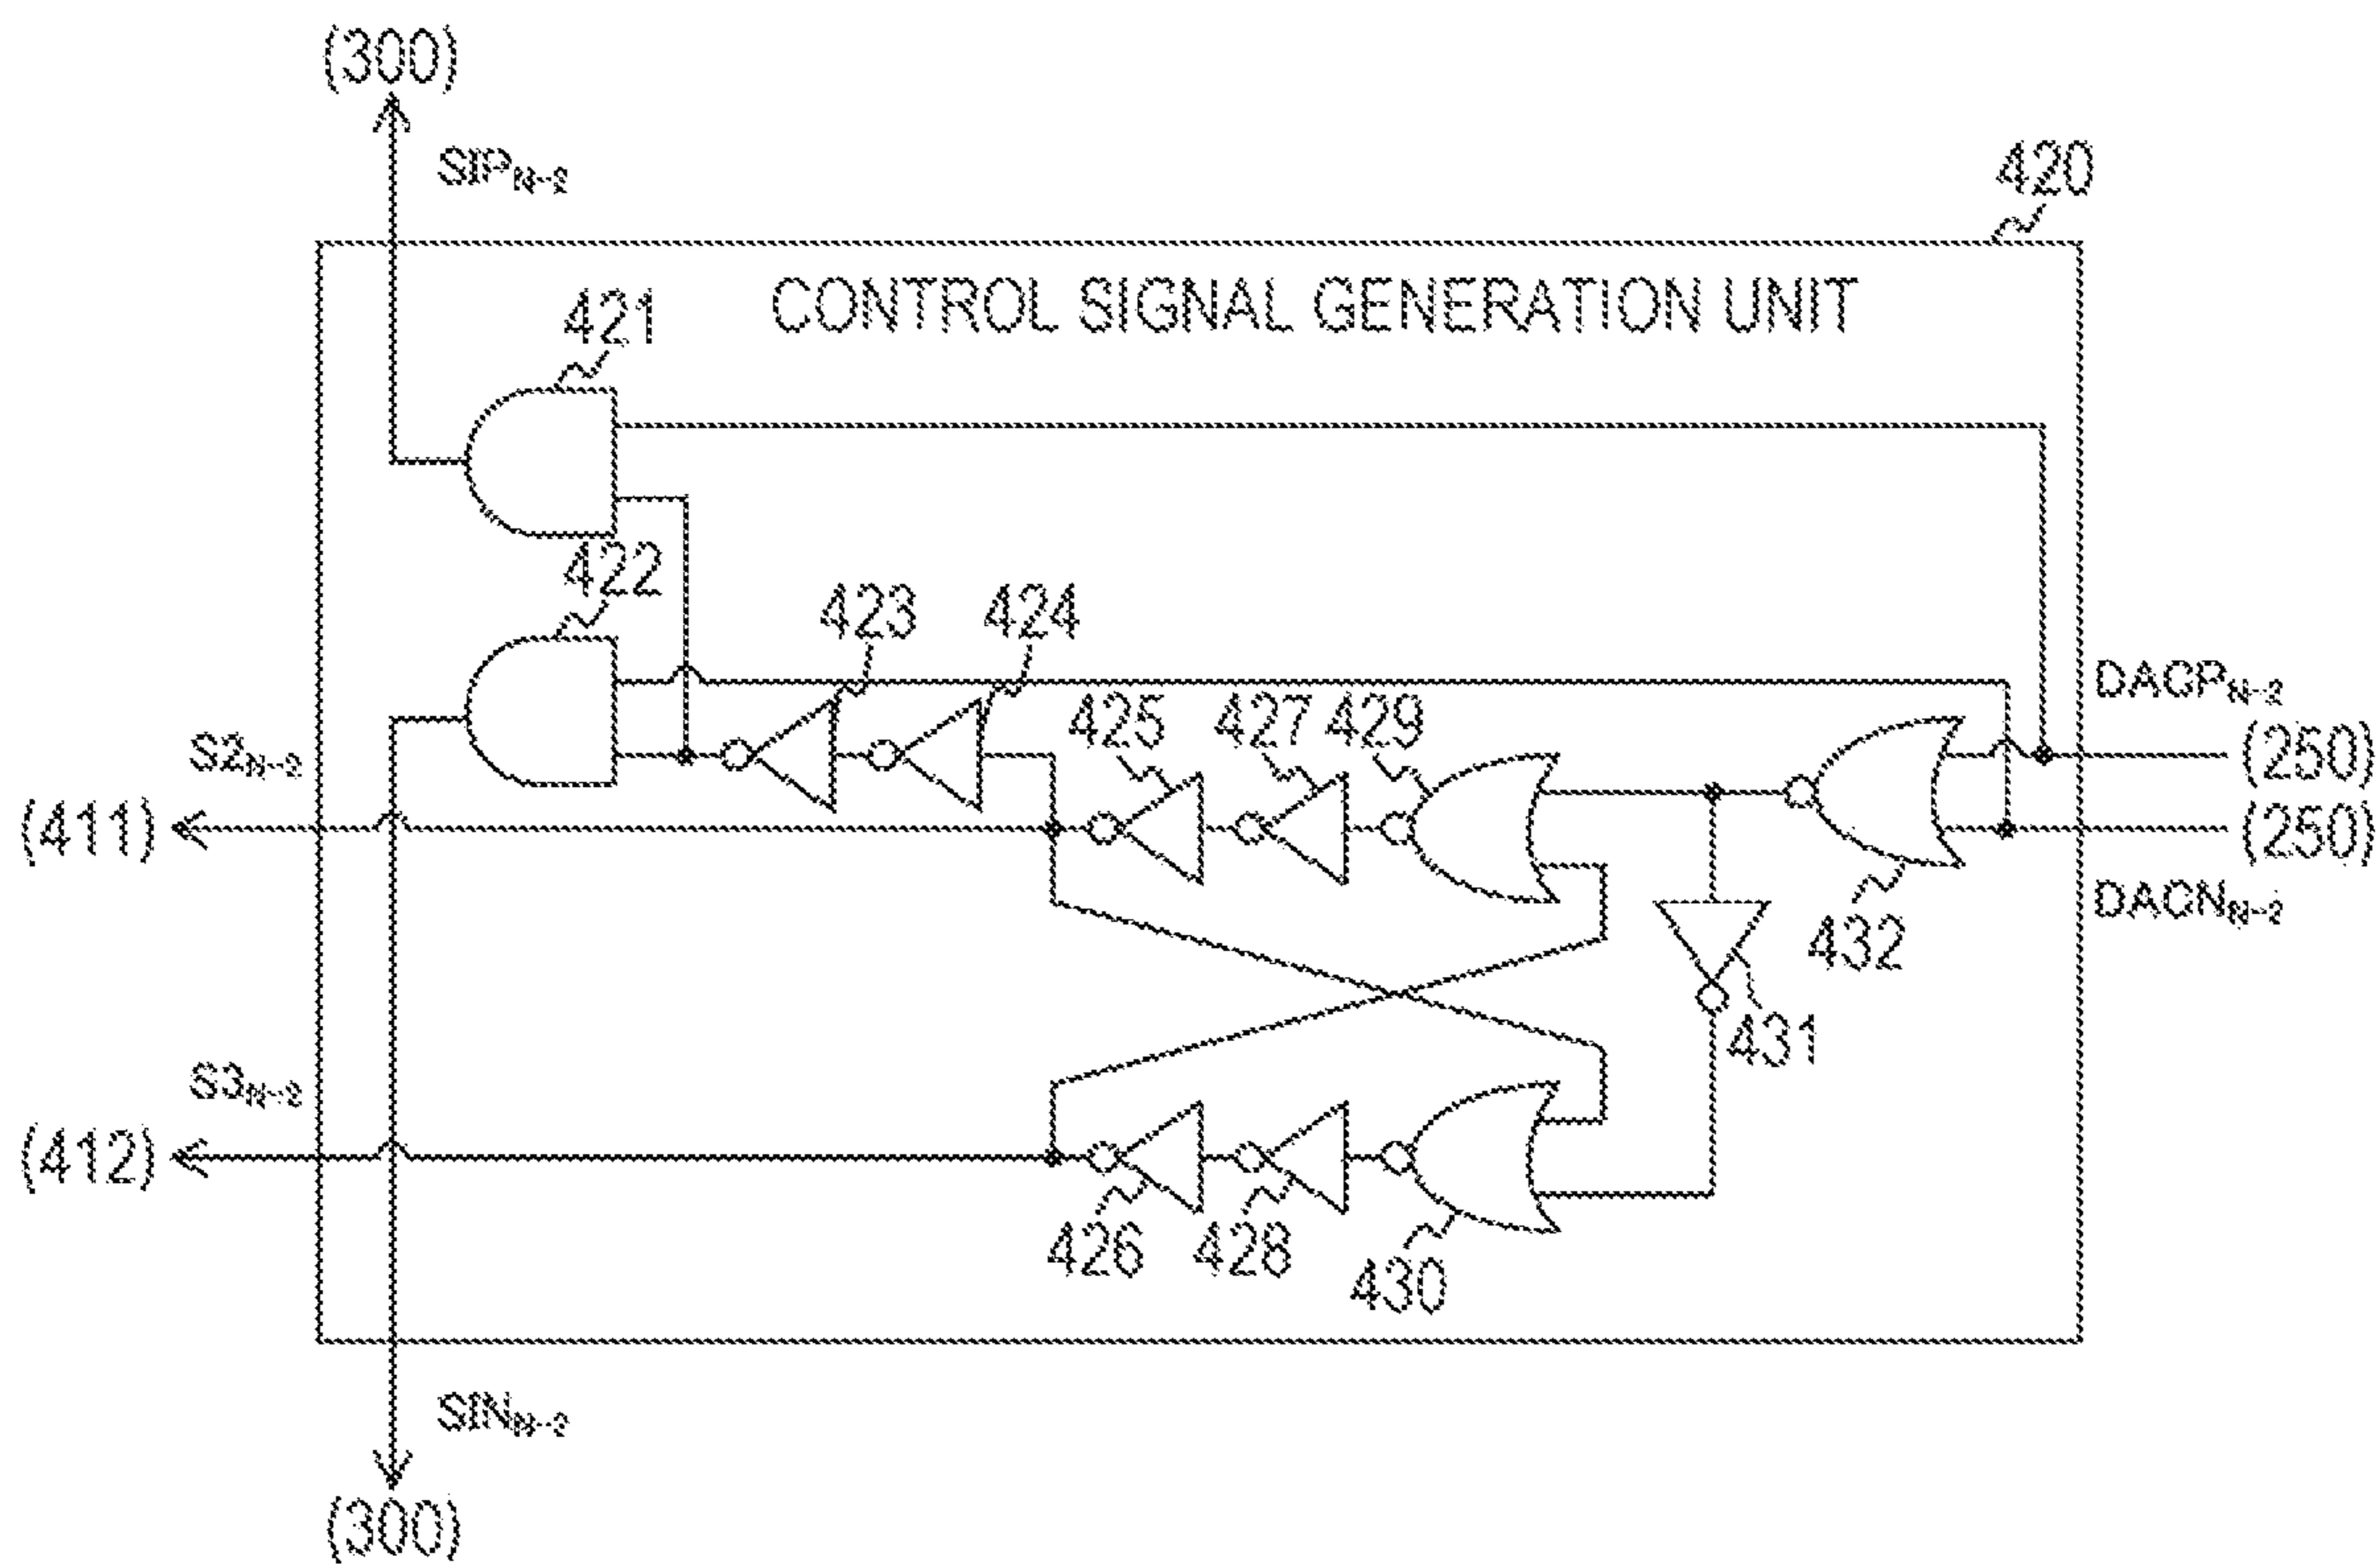 (300)
SIPN-2
420
CONTROL SIGNAL GENERATION UNIT
421
422
423
424
425
427
429
DACPN-2
(250)
S2N-2
(411)
(250)
DACNN-2
432
431
S3N-2
(412)
426
428
430
SINN-2
(300)